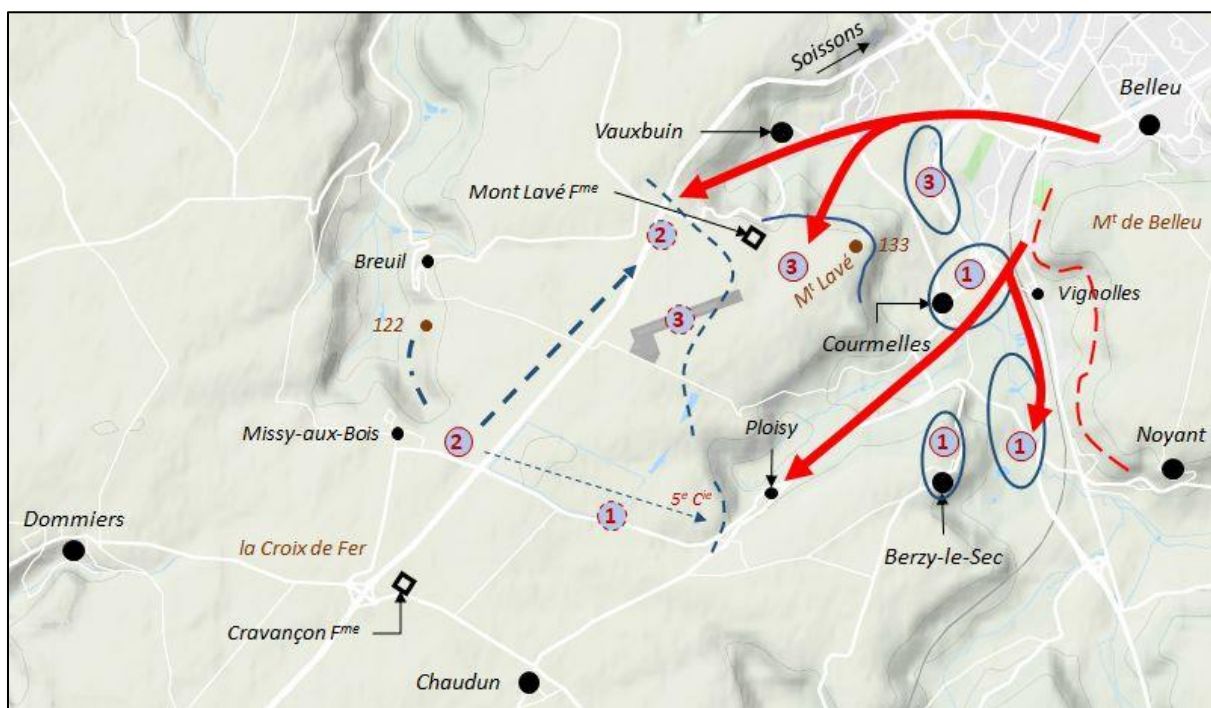 Soissons
Belleu
Vauxbuin
3
Mont Lavé Fme
Mt de Belleu
2
133
Breuil
3
Mt Lavé
1
Vignolles
122
3
Courmelles
Missy-aux-Bois
2
Ploisy
1
1
Noyant
5e Cie
1
Dommiers
la Croix de Fer
Berzy-le-Sec
Cravançon Fme
Chaudun